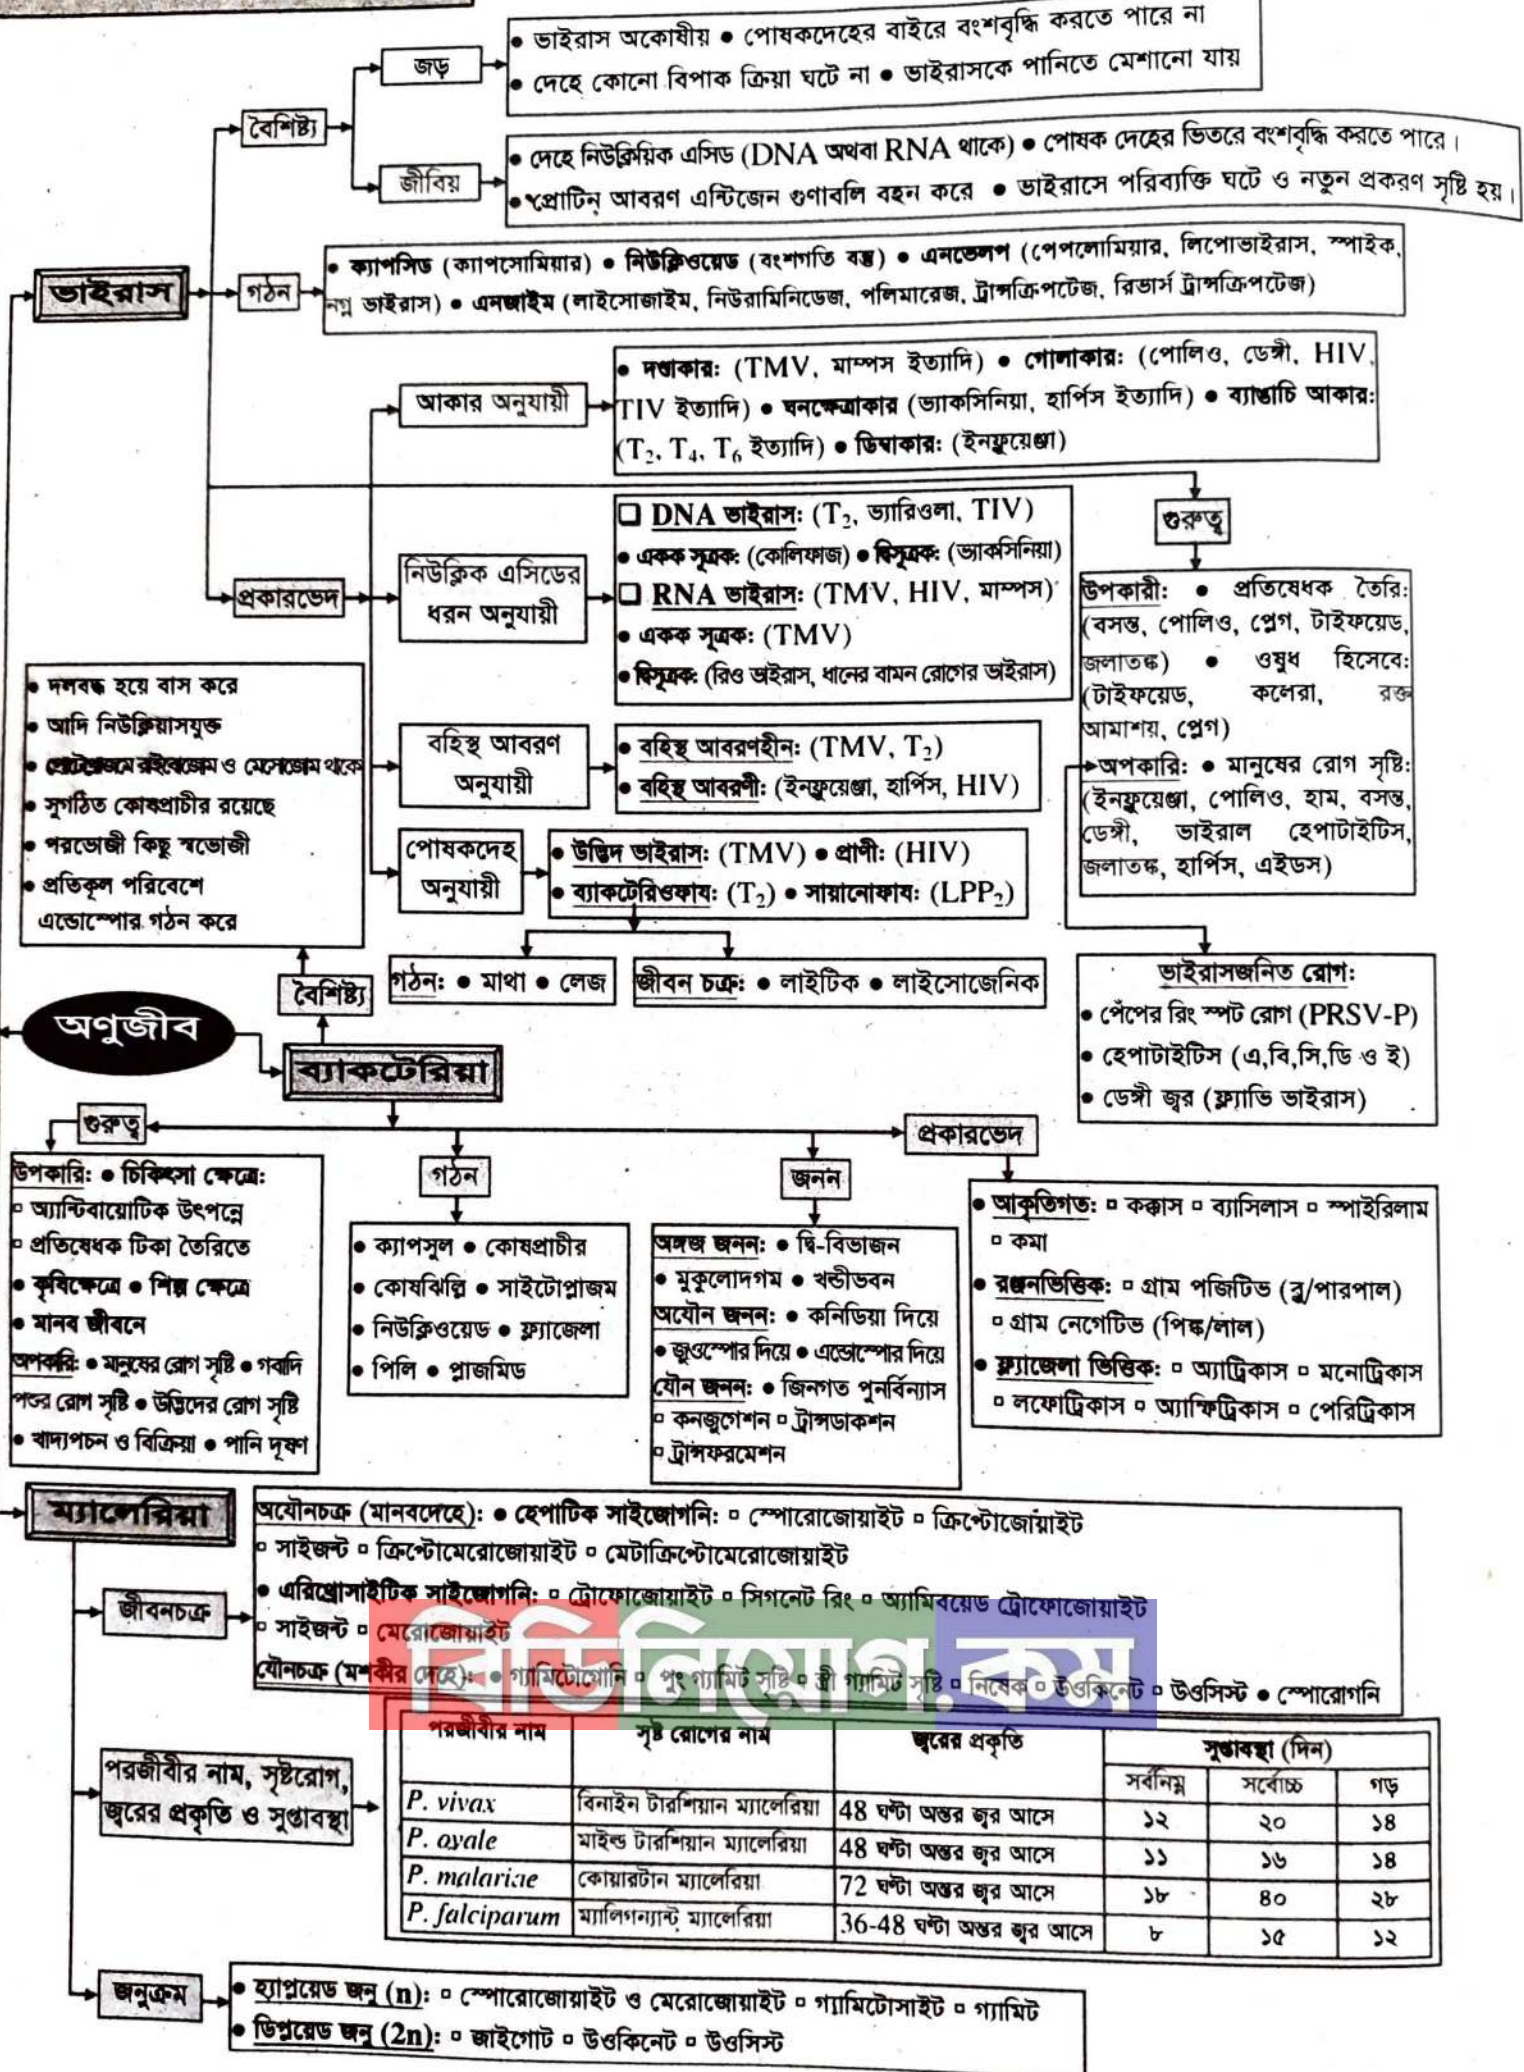 জড়
● ভাইরাস অকোষীয় ● পোষকদেহের বাইরে বংশবৃদ্ধি করতে পারে না
● দেহে কোনো বিপাক ক্রিয়া ঘটে না ● ভাইরাসকে পানিতে মেশানো যায়
বৈশিষ্ট্য
জীবিয়
● দেহে নিউক্লিয়িক এসিড (DNA অথবা RNA থাকে) ● পোষক দেহের ভিতরে বংশবৃদ্ধি করতে পারে।
● প্রোটিন আবরণ এন্টিজেন গুণাবলি বহন করে ● ভাইরাসে পরিব্যক্তি ঘটে ও নতুন প্রকরণ সৃষ্টি হয়।
ভাইরাস
গঠন
● ক্যাপসিড (ক্যাপসোমিয়ার) ● নিউক্লিওয়েড (বংশগতি বস্তু) ● এনভেলপ (পেপলোমিয়ার, লিপোভাইরাস, স্পাইক,
নগ্ন ভাইরাস) ● এনজাইম (লাইসোজাইম, নিউরামিনিডেজ, পলিমারেজ, ট্রান্সক্রিপটেজ, রিভার্স ট্রান্সক্রিপটেজ)
আকার অনুযায়ী
● দণ্ডাকার: (TMV, মাম্পস ইত্যাদি) ● গোলাকার: (পোলিও, ডেঙ্গী, HIV,
TIV ইত্যাদি) ● ঘনক্ষেত্রাকার (ভ্যাকসিনিয়া, হার্পিস ইত্যাদি) ● ব্যাঙাচি আকার:
(T₂, T₄, T₆ ইত্যাদি) ● ডিম্বাকার: (ইনফ্লুয়েঞ্জা)
প্রকারভেদ
নিউক্লিক এসিডের
ধরন অনুযায়ী
❑ DNA ভাইরাস: (T₂, ভ্যারিওলা, TIV)
● একক সূত্রক: (কোলিফাজ) ● দ্বিসূত্রক: (ভ্যাকসিনিয়া)
❑ RNA ভাইরাস: (TMV, HIV, মাম্পস)
● একক সূত্রক: (TMV)
● দ্বিসূত্রক: (রিও ভাইরাস, ধানের বামন রোগের ভাইরাস)
গুরুত্ব
উপকারী: ● প্রতিষেধক তৈরি:
(বসন্ত, পোলিও, প্লেগ, টাইফয়েড,
জলাতঙ্ক) ● ওষুধ হিসেবে:
(টাইফয়েড, কলেরা, রক্ত
আমাশয়, প্লেগ)
অপকারি: ● মানুষের রোগ সৃষ্টি:
(ইনফ্লুয়েঞ্জা, পোলিও, হাম, বসন্ত,
ডেঙ্গী, ভাইরাল হেপাটাইটিস,
জলাতঙ্ক, হার্পিস, এইডস)
বহিস্থ আবরণ
অনুযায়ী
● বহিস্থ আবরণহীন: (TMV, T₂)
● বহিস্থ আবরণী: (ইনফ্লুয়েঞ্জা, হার্পিস, HIV)
পোষকদেহ
অনুযায়ী
● উদ্ভিদ ভাইরাস: (TMV) ● প্রাণী: (HIV)
● ব্যাকটেরিওফায: (T₂) ● সায়ানোফায: (LPP₂)
গঠন: ● মাথা ● লেজ
জীবন চক্র: ● লাইটিক ● লাইসোজেনিক
ভাইরাসজনিত রোগ:
● পেঁপের রিং স্পট রোগ (PRSV-P)
● হেপাটাইটিস (এ,বি,সি,ডি ও ই)
● ডেঙ্গী জ্বর (ফ্ল্যাভি ভাইরাস)
● দলবদ্ধ হয়ে বাস করে
● আদি নিউক্লিয়াসযুক্ত
● রাইবোজোম ও মেসোজোম থাকে
● সুগঠিত কোষপ্রাচীর রয়েছে
● পরভোজী কিছু স্বভোজী
● প্রতিকূল পরিবেশে
এন্ডোস্পোর গঠন করে
বৈশিষ্ট্য
অণুজীব
ব্যাকটেরিয়া
গুরুত্ব
উপকারি: ● চিকিৎসা ক্ষেত্রে:
▫ অ্যান্টিবায়োটিক উৎপন্নে
▫ প্রতিষেধক টিকা তৈরিতে
● কৃষিক্ষেত্রে ● শিল্প ক্ষেত্রে
● মানব জীবনে
অপকারি: ● মানুষের রোগ সৃষ্টি ● গবাদি
পশুর রোগ সৃষ্টি ● উদ্ভিদের রোগ সৃষ্টি
● খাদ্যপচন ও বিক্রিয়া ● পানি দূষণ
গঠন
● ক্যাপসুল ● কোষপ্রাচীর
● কোষঝিল্লি ● সাইটোপ্লাজম
● নিউক্লিওয়েড ● ফ্ল্যাজেলা
● পিলি ● প্লাজমিড
জনন
অঙ্গজ জনন: ● দ্বি-বিভাজন
● মুকুলোদগম ● খন্ডীভবন
অযৌন জনন: ● কনিডিয়া দিয়ে
● জুওস্পোর দিয়ে ● এন্ডোস্পোর দিয়ে
যৌন জনন: ● জিনগত পুনর্বিন্যাস
▫ কনজুগেশন ▫ ট্রান্সডাকশন
▫ ট্রান্সফরমেশন
প্রকারভেদ
● আকৃতিগত: ▫ কক্কাস ▫ ব্যাসিলাস ▫ স্পাইরিলাম
▫ কমা
● রঞ্জনভিত্তিক: ▫ গ্রাম পজিটিভ (ব্লু/পারপাল)
▫ গ্রাম নেগেটিভ (পিঙ্ক/লাল)
● ফ্ল্যাজেলা ভিত্তিক: ▫ অ্যাট্রিকাস ▫ মনোট্রিকাস
▫ লফোট্রিকাস ▫ অ্যাম্ফিট্রিকাস ▫ পেরিট্রিকাস
ম্যালেরিয়া
জীবনচক্র
অযৌনচক্র (মানবদেহে): ● হেপাটিক সাইজোগনি: ▫ স্পোরোজোয়াইট ▫ ক্রিপ্টোজোয়াইট
▫ সাইজন্ট ▫ ক্রিপ্টোমেরোজোয়াইট ▫ মেটাক্রিপ্টোমেরোজোয়াইট
● এরিথ্রোসাইটিক সাইজোগনি: ▫ ট্রোফোজোয়াইট ▫ সিগনেট রিং ▫ অ্যামিবয়েড ট্রোফোজোয়াইট
▫ সাইজন্ট ▫ মেরোজোয়াইট
যৌনচক্র (মশকীর দেহে): ● গ্যামিটোগোনি ▫ পুং গ্যামিট সৃষ্টি ▫ স্ত্রী গ্যামিট সৃষ্টি ▫ নিষেক ▫ উওকিনেট ▫ উওসিস্ট ● স্পোরোগনি
বিডিনিয়োগ.কম
পরজীবীর নাম, সৃষ্টরোগ,
জ্বরের প্রকৃতি ও সুপ্তাবস্থা
পরজীবীর নাম সৃষ্ট রোগের নাম জ্বরের প্রকৃতি সুপ্তাবস্থা (দিন)
সর্বনিম্ন সর্বোচ্চ গড়
P. vivax বিনাইন টারশিয়ান ম্যালেরিয়া 48 ঘণ্টা অন্তর জ্বর আসে ১২ ২০ ১৪
P. ovale মাইল্ড টারশিয়ান ম্যালেরিয়া 48 ঘণ্টা অন্তর জ্বর আসে ১১ ১৬ ১৪
P. malariae কোয়ারটান ম্যালেরিয়া 72 ঘণ্টা অন্তর জ্বর আসে ১৮ ৪০ ২৮
P. falciparum ম্যালিগন্যান্ট ম্যালেরিয়া 36-48 ঘণ্টা অন্তর জ্বর আসে ৮ ১৫ ১২
জনুক্রম
● হ্যাপ্লয়েড জনু (n): ▫ স্পোরোজোয়াইট ও মেরোজোয়াইট ▫ গ্যামিটোসাইট ▫ গ্যামিট
● ডিপ্লয়েড জনু (2n): ▫ জাইগোট ▫ উওকিনেট ▫ উওসিস্ট